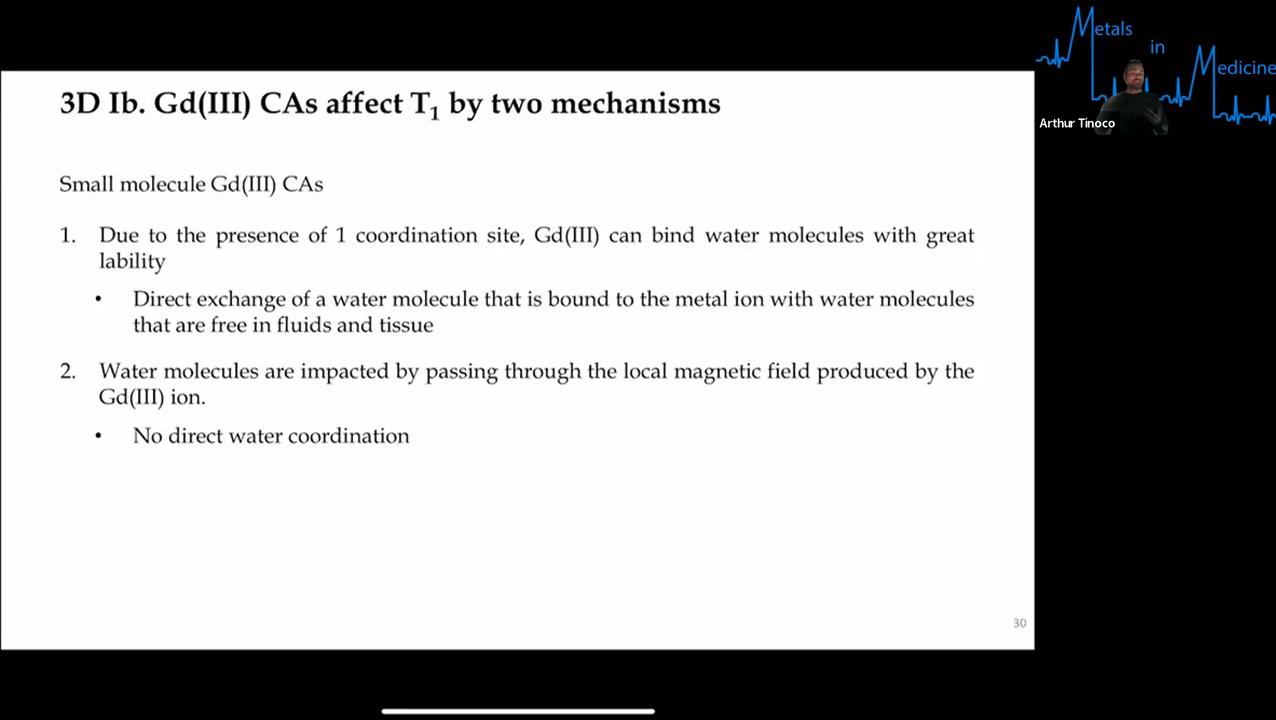 3D Ib. Gd(III) CAs affect T₁ by two mechanisms
Small molecule Gd(III) CAs
1. Due to the presence of 1 coordination site, Gd(III) can bind water molecules with great
lability
• Direct exchange of a water molecule that is bound to the metal ion with water molecules
that are free in fluids and tissue
2. Water molecules are impacted by passing through the local magnetic field produced by the
Gd(III) ion.
• No direct water coordination
30
Metals
in
Medicine
Arthur Tinoco